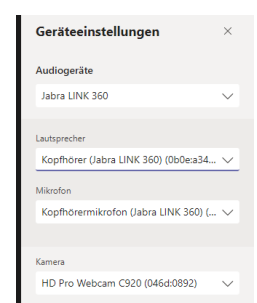 Geräteeinstellungen
Audiogeräte
Jabra LINK 360
Lautsprecher
Kopfhörer (Jabra LINK 360) (0b0e:a34...
Mikrofon
Kopfhörermikrofon (Jabra LINK 360) (...
Kamera
HD Pro Webcam C920 (046d:0892)